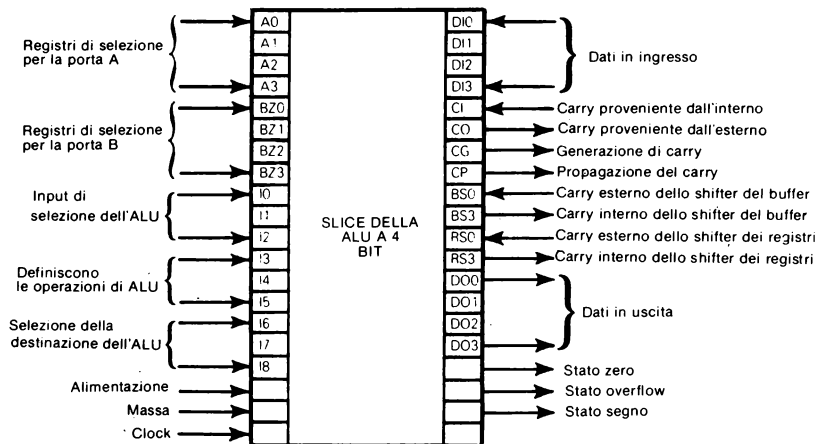 Registri di selezione
per la porta A
Registri di selezione
per la porta B
Input di
selezione dell'ALU
Definiscono
le operazioni di ALU
Selezione della
destinazione dell'ALU
Alimentazione
Massa
Clock
A0
A1
A2
A3
BZ0
BZ1
BZ2
BZ3
I0
I1
I2
I3
I4
I5
I6
I7
I8
SLICE DELLA
ALU A 4
BIT
DI0
DI1
DI2
DI3
CI
CO
CG
CP
BS0
BS3
RS0
RS3
DO0
DO1
DO2
DO3
Dati in ingresso
Carry proveniente dall'interno
Carry proveniente dall'esterno
Generazione di carry
Propagazione del carry
Carry esterno dello shifter del buffer
Carry interno dello shifter del buffer
Carry esterno dello shifter dei registri
Carry interno dello shifter dei registri
Dati in uscita
Stato zero
Stato overflow
Stato segno